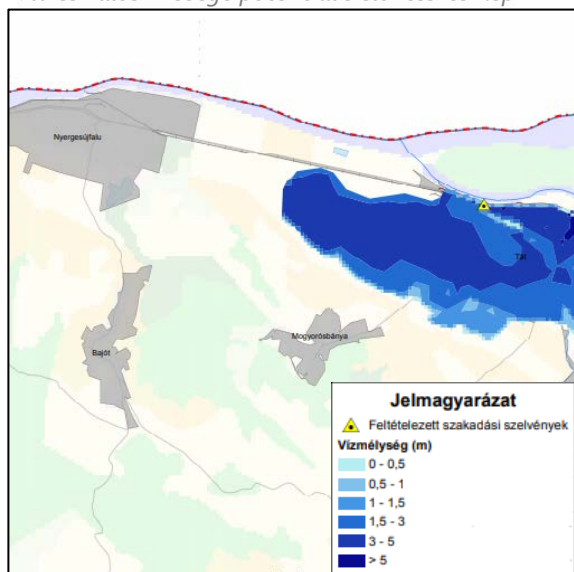 Nyergesújfalu
Tát
Mogyorósbánya
Bajót
Jelmagyarázat
Feltételezett szakadási szelvények
Vízmélység (m)
0 - 0,5
0,5 - 1
1 - 1,5
1,5 - 3
3 - 5
> 5